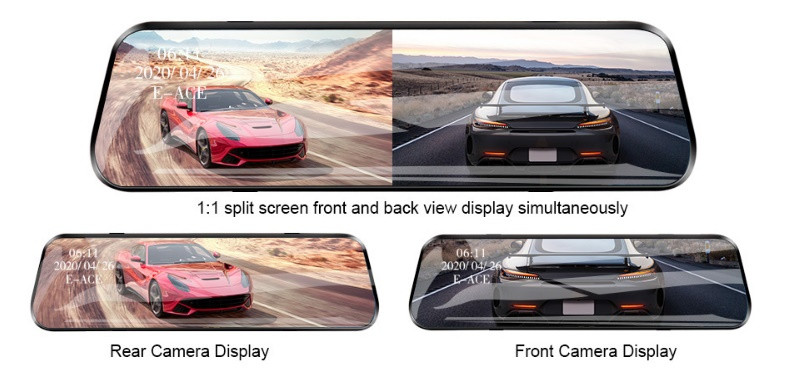 06:11
2020/04/26
E-ACE
1:1 split screen front and back view display simultaneously
06:11
2020/04/26
E-ACE
06:11
2020/04/26
E-ACE
Rear Camera Display
Front Camera Display